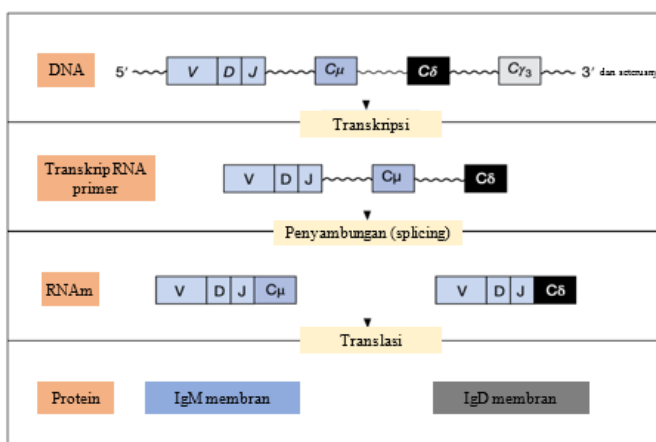 DNA
5′ V D J Cμ Cδ Cγ3 3′ dan seterusnya
Transkripsi
Transkrip RNA
primer
V D J Cμ Cδ
Penyambungan (splicing)
RNAm
V D J Cμ V D J Cδ
Translasi
Protein
IgM membran IgD membran